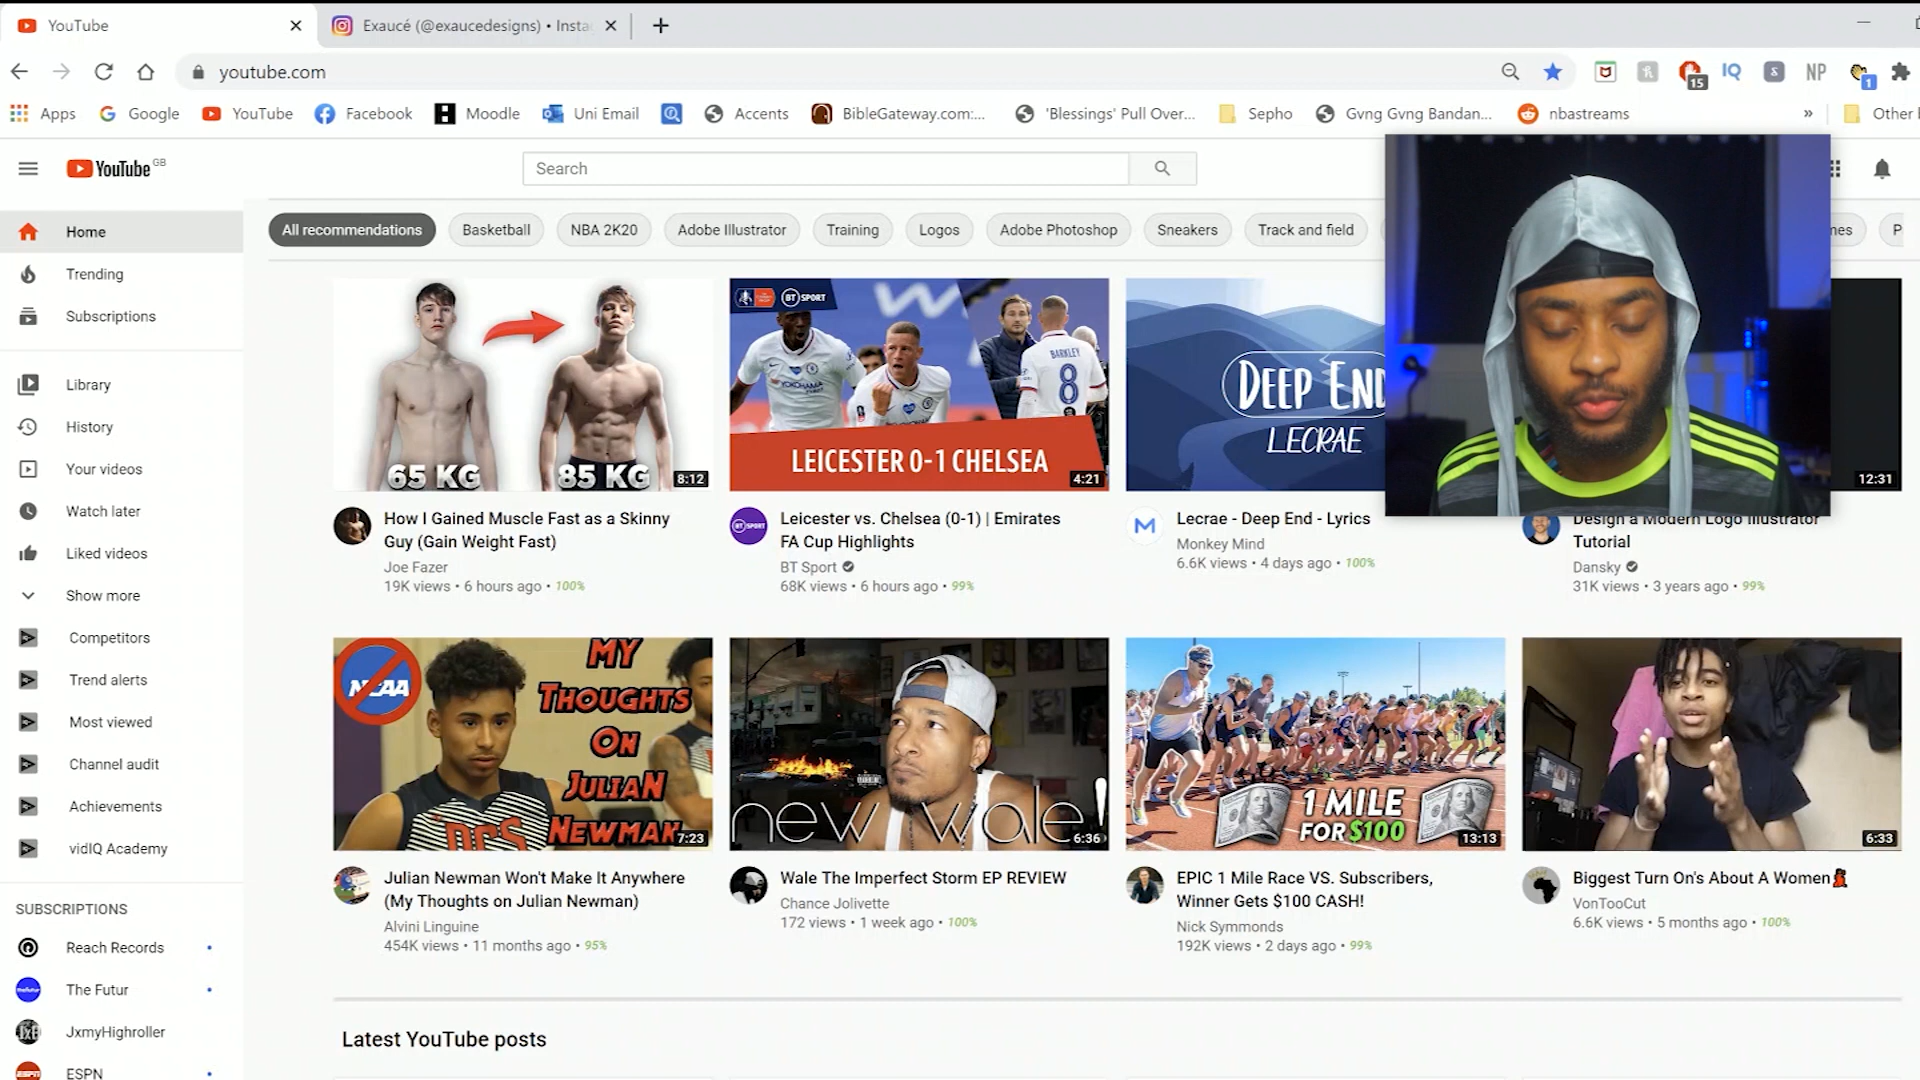 YouTube
Exaucé (@exaucedesigns) • Insta
youtube.com
15
IQ
NP
1
Apps
Google
YouTube
Facebook
Moodle
Uni Email
Accents
BibleGateway.com:...
'Blessings' Pull Over...
Sepho
Gvng Gvng Bandan...
nbastreams
»
Other
YouTube GB
Search
Home
Trending
Subscriptions
Library
History
Your videos
Watch later
Liked videos
Show more
Competitors
Trend alerts
Most viewed
Channel audit
Achievements
vidIQ Academy
SUBSCRIPTIONS
Reach Records
The Futur
JxmyHighroller
ESPN
All recommendations
Basketball
NBA 2K20
Adobe Illustrator
Training
Logos
Adobe Photoshop
Sneakers
Track and field
65 KG
85 KG
8:12
How I Gained Muscle Fast as a Skinny
Guy (Gain Weight Fast)
Joe Fazer
19K views • 6 hours ago • 100%
BT SPORT
YOKOHAMA
BARKLEY
8
LEICESTER 0-1 CHELSEA
4:21
Leicester vs. Chelsea (0-1) | Emirates
FA Cup Highlights
BT Sport
68K views • 6 hours ago • 99%
DEEP END
LECRAE
Lecrae - Deep End - Lyrics
Monkey Mind
6.6K views • 4 days ago • 100%
12:31
Design a Modern Logo Illustrator
Tutorial
Dansky
31K views • 3 years ago • 99%
NCAA
MY
THOUGHTS
ON
JULIAN
NEWMAN
7:23
Julian Newman Won't Make It Anywhere
(My Thoughts on Julian Newman)
Alvini Linguine
454K views • 11 months ago • 95%
new wale!
6:36
Wale The Imperfect Storm EP REVIEW
Chance Jolivette
172 views • 1 week ago • 100%
1 MILE
FOR $100
13:13
EPIC 1 Mile Race VS. Subscribers,
Winner Gets $100 CASH!
Nick Symmonds
192K views • 2 days ago • 99%
6:33
Biggest Turn On's About A Women
VonTooCut
6.6K views • 5 months ago • 100%
Latest YouTube posts